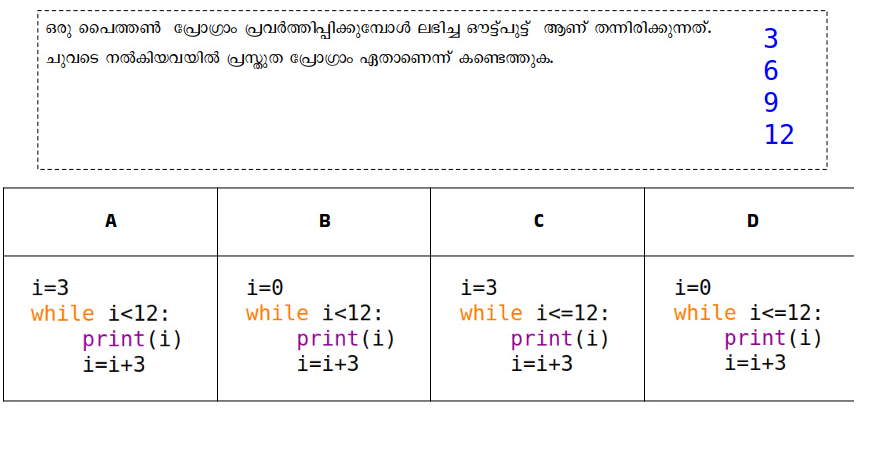 ഒരു പൈത്തൺ പ്രോഗ്രാം പ്രവർത്തിപ്പിക്കുമ്പോൾ ലഭിച്ച ഔട്ട്പുട്ട് ആണ് തന്നിരിക്കുന്നത്.
ചുവടെ നൽകിയവയിൽ പ്രസ്തുത പ്രോഗ്രാം ഏതാണെന്ന് കണ്ടെത്തുക.
3
6
9
12
A
B
C
D
i=3
while i<12:
print(i)
i=i+3
i=0
while i<12:
print(i)
i=i+3
i=3
while i<=12:
print(i)
i=i+3
i=0
while i<=12:
print(i)
i=i+3